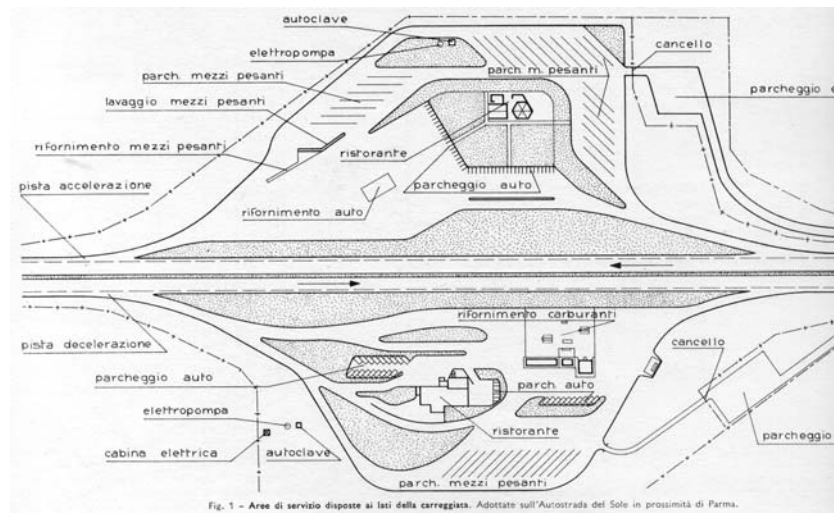 autoclave
elettropompa
cancello
parch. mezzi pesanti
parch m. pesanti
parcheggio e
lavaggio mezzi pesanti
rifornimento mezzi pesanti
ristorante
pista accelerazione
parcheggio auto
rifornimento auto
rifornimento carburanti
pista decelerazione
cancello
parcheggio auto
parch. auto
elettropompa
ristorante
parcheggio
cabina elettrica
autoclave
parch. mezzi pesanti
Fig. 1 - Aree di servizio disposte ai lati della carreggiata. Adottate sull'Autostrada del Sole in prossimità di Parma.